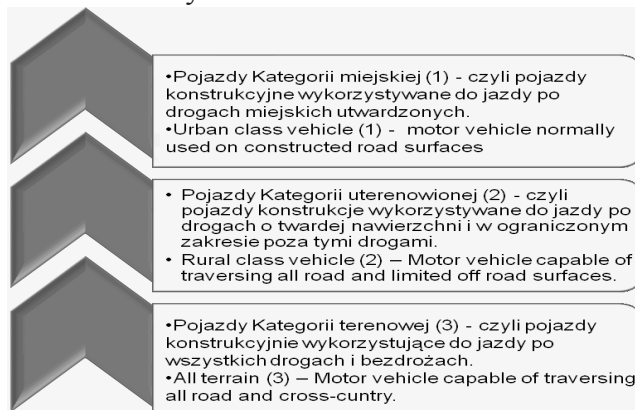 •Pojazdy Kategorii miejskiej (1) - czyli pojazdy
konstrukcyjne wykorzystywane do jazdy po
drogach miejskich utwardzonych.
•Urban class vehicle (1) - motor vehicle normally
used on constructed road surfaces
• Pojazdy Kategorii uterenowionej (2) - czyli
pojazdy konstrukcje wykorzystywane do jazdy po
drogach o twardej nawierzchni i w ograniczonym
zakresie poza tymi drogami.
• Rural class vehicle (2) – Motor vehicle capable of
traversing all road and limited off road surfaces.
•Pojazdy Kategorii terenowej (3) - czyli pojazdy
konstrukcyjnie wykorzystujące do jazdy po
wszystkich drogach i bezdrożach.
•All terrain (3) – Motor vehicle capable of traversing
all road and cross-cuntry.